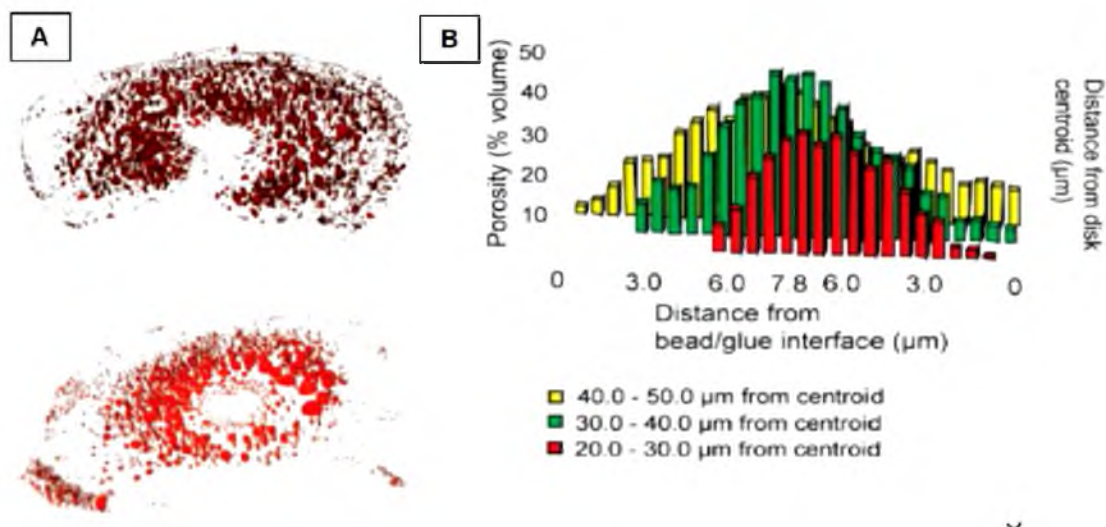 A
B
Porosity (% volume)
50
40
30
20
10
0 3.0 6.0 7.8 6.0 3.0 0
Distance from
bead/glue interface (µm)
Distance from disk
centroid (µm)
40.0 - 50.0 µm from centroid
30.0 - 40.0 µm from centroid
20.0 - 30.0 µm from centroid